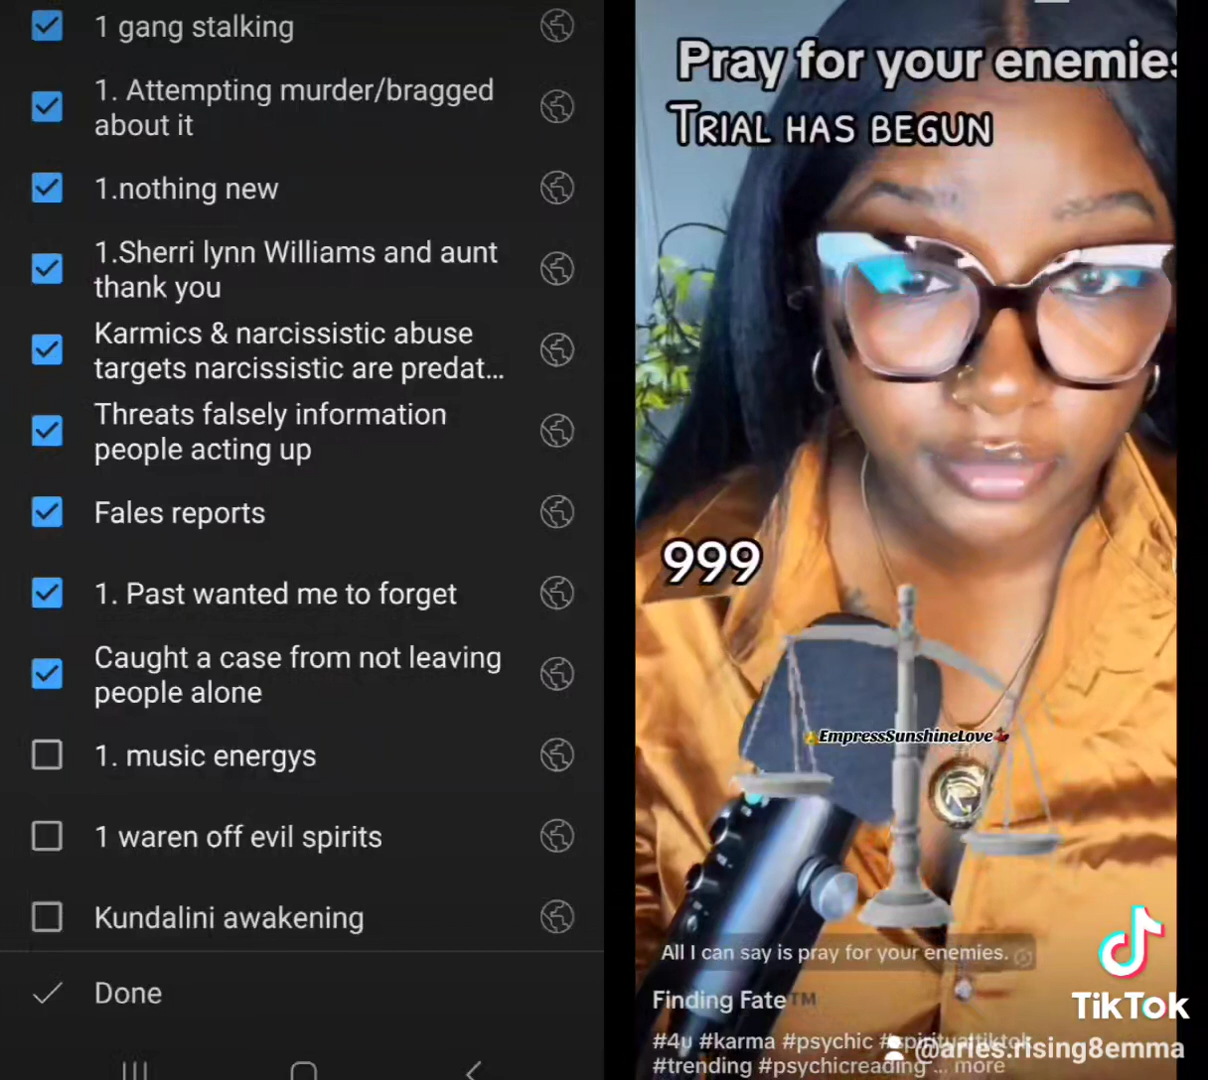 1 gang stalking
1. Attempting murder/bragged
about it
1.nothing new
1.Sherri lynn Williams and aunt
thank you
Karmics & narcissistic abuse
targets narcissistic are predat...
Threats falsely information
people acting up
Fales reports
1. Past wanted me to forget
Caught a case from not leaving
people alone
1. music energys
1 waren off evil spirits
Kundalini awakening
Done
Pray for your enemies
TRIAL HAS BEGUN
999
EmpressSunshineLove
All I can say is pray for your enemies.
Finding Fate™
#4u #karma #psychic #spiritualtiktok
#trending #psychicreading ... more
TikTok
@aries.rising8emma